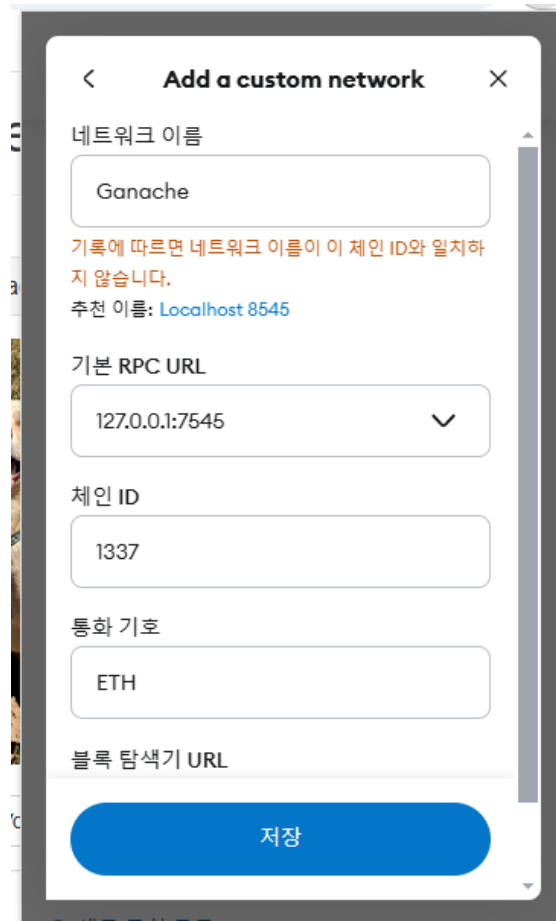 Add a custom network
네트워크 이름
Ganache
기록에 따르면 네트워크 이름이 이 체인 ID와 일치하
지 않습니다.
추천 이름: Localhost 8545
기본 RPC URL
127.0.0.1:7545
체인 ID
1337
통화 기호
ETH
블록 탐색기 URL
저장